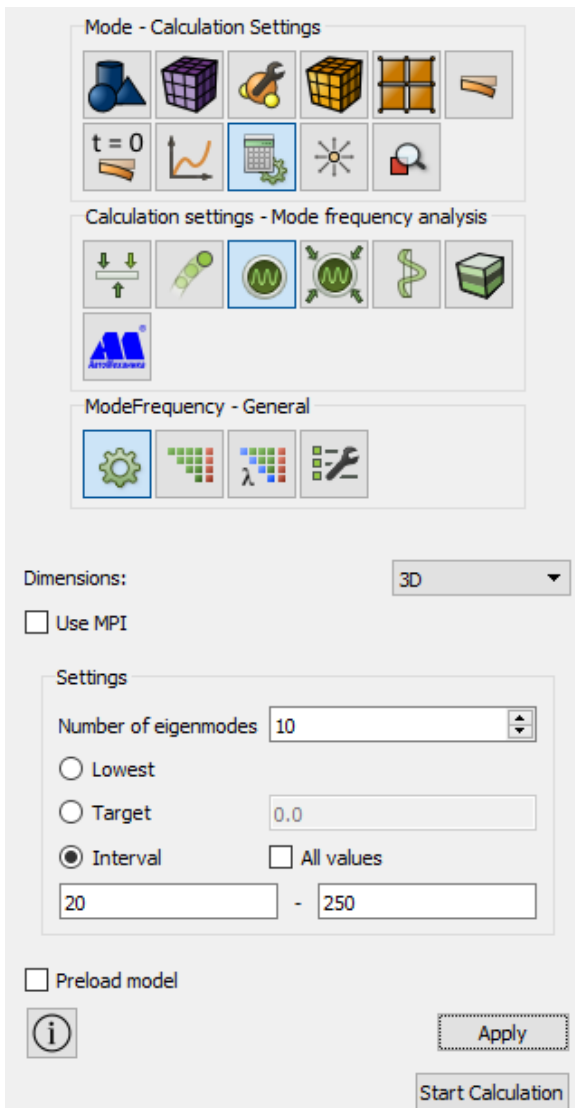 Mode - Calculation Settings
t = 0
Calculation settings - Mode frequency analysis
АвтоМеханика
ModeFrequency - General
λ
Dimensions: 3D
Use MPI
Settings
Number of eigenmodes 10
Lowest
Target 0.0
Interval All values
20 - 250
Preload model
i Apply
Start Calculation